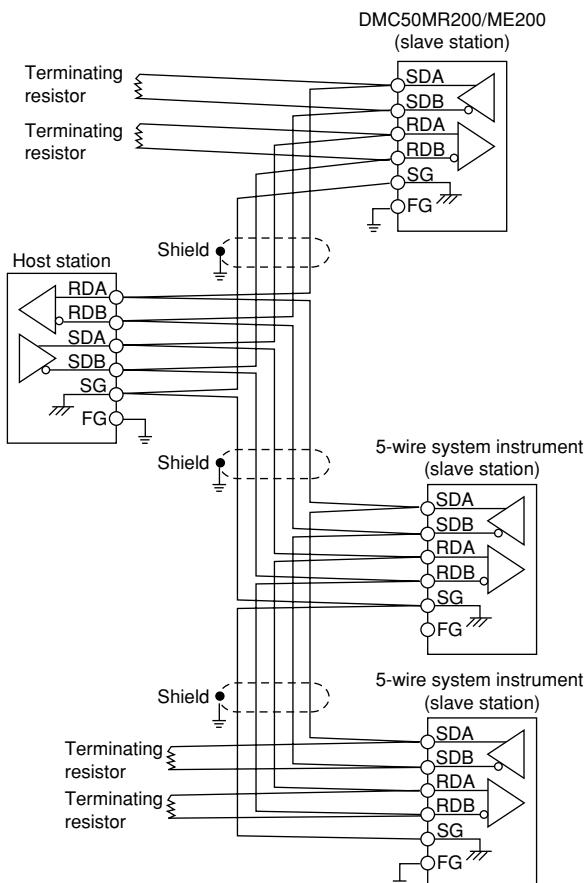 DMC50MR200/ME200
(slave station)
Terminating
resistor
Terminating
resistor
SDA
SDB
RDA
RDB
SG
FG
Shield
Host station
RDA
RDB
SDA
SDB
SG
FG
Shield
5-wire system instrument
(slave station)
SDA
SDB
RDA
RDB
SG
FG
Shield
5-wire system instrument
(slave station)
Terminating
resistor
Terminating
resistor
SDA
SDB
RDA
RDB
SG
FG